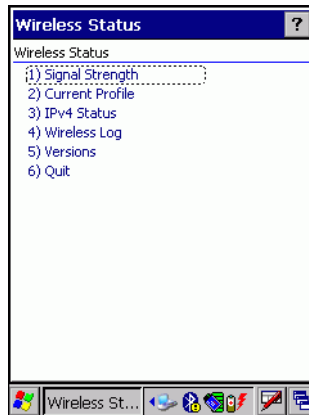 Wireless Status ?
Wireless Status
1) Signal Strength
2) Current Profile
3) IPv4 Status
4) Wireless Log
5) Versions
6) Quit
Wireless St...